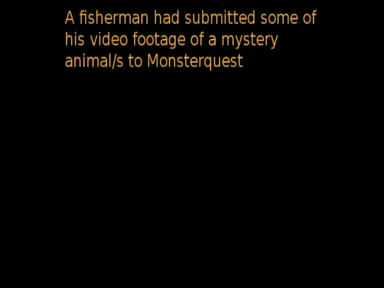 A fisherman had submitted some of
his video footage of a mystery
animal/s to Monsterquest